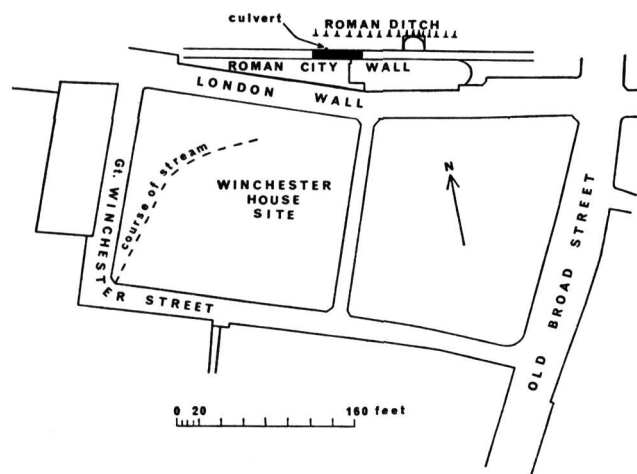 culvert
ROMAN DITCH
ROMAN CITY WALL
LONDON WALL
course of stream
WINCHESTER
HOUSE
SITE
N
Gt. WINCHESTER STREET
OLD BROAD STREET
0 20 160 feet